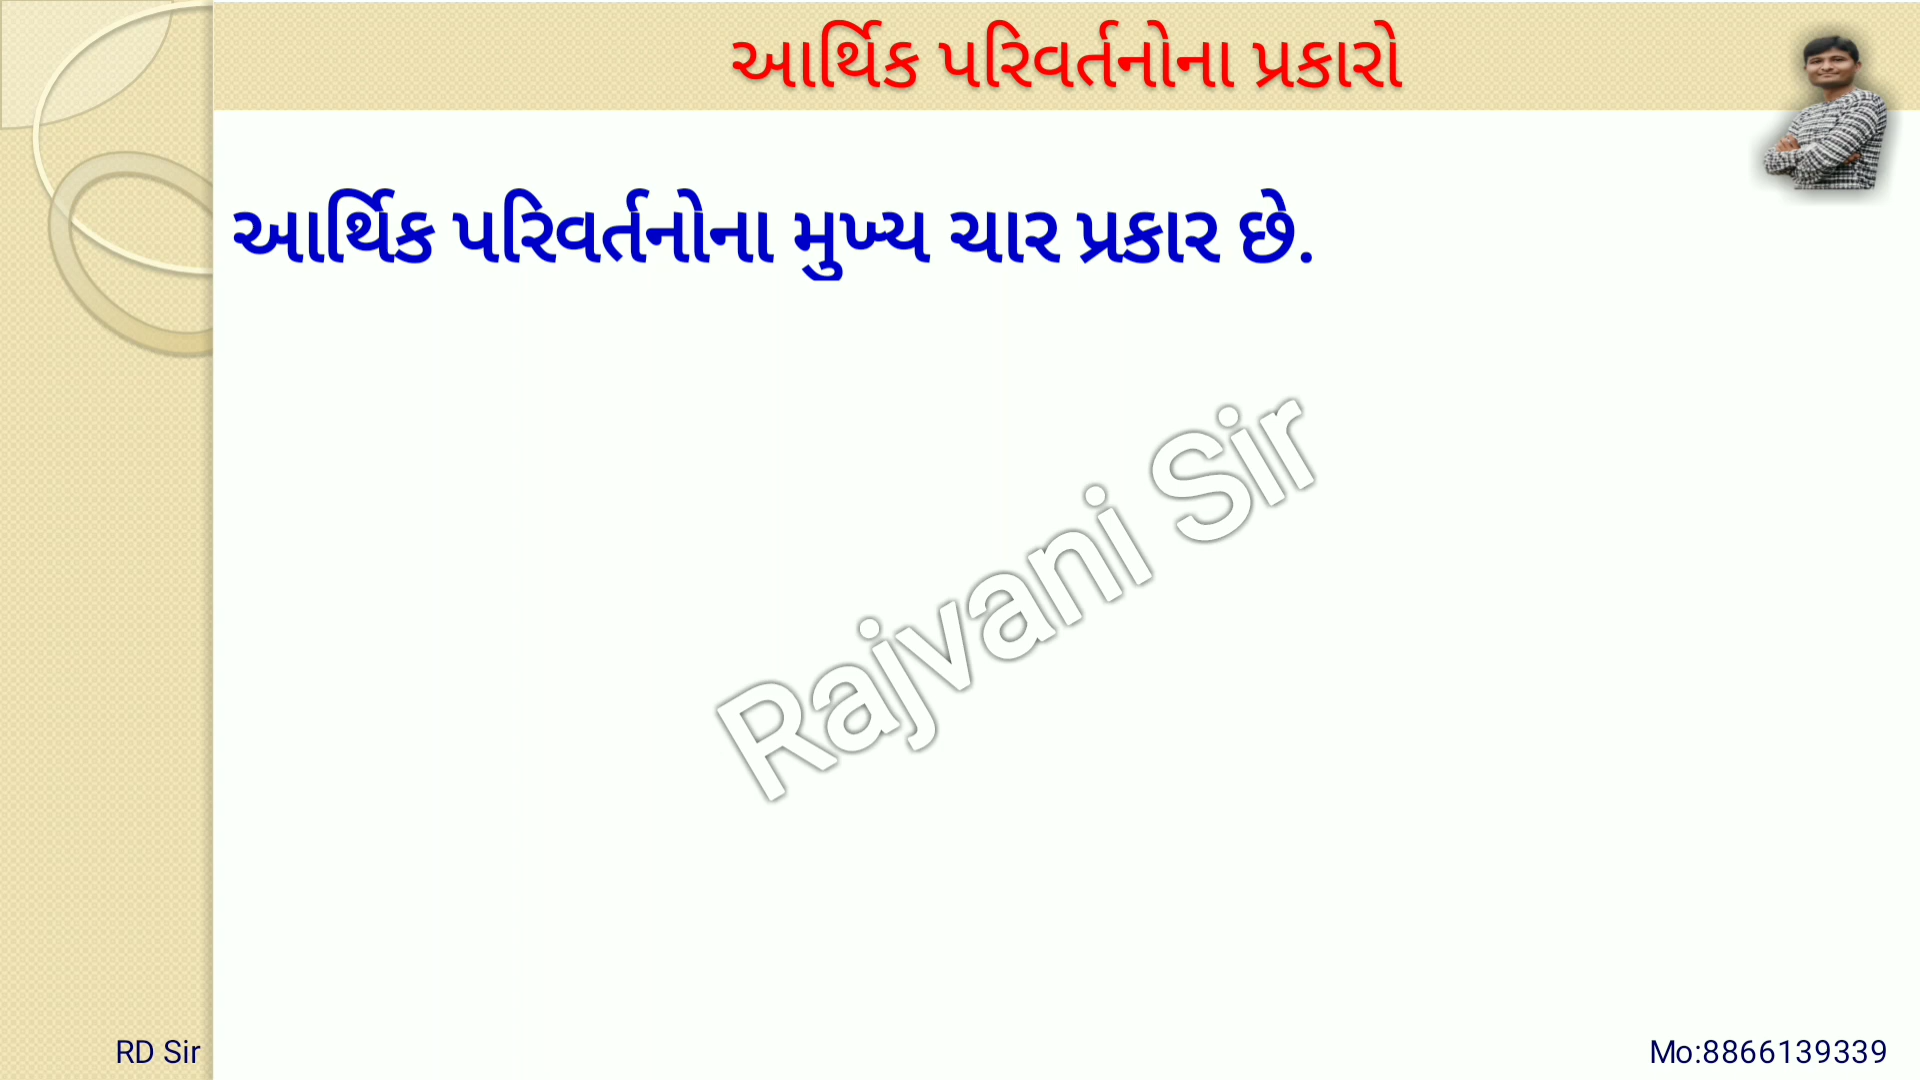 આર્થિક પરિવર્તનોના પ્રકારો
આર્થિક પરિવર્તનોના મુખ્ય ચાર પ્રકાર છે.
Rajvani Sir
RD Sir
Mo:8866139339